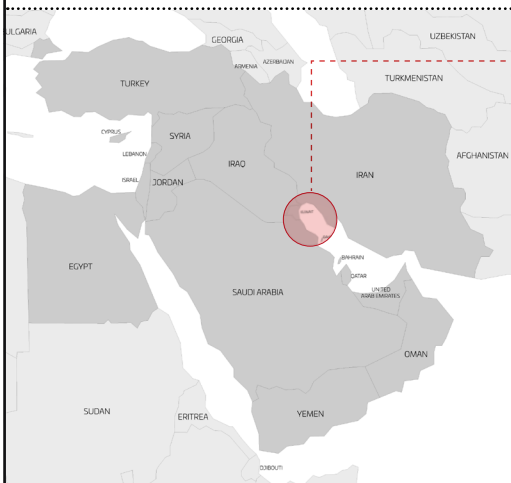 ULGARIA
GEORGIA
UZBEKISTAN
ARMENIA
AZERBAIJAN
TURKMENISTAN
TURKEY
CYPRUS
SYRIA
LEBANON
IRAQ
AFGHANISTAN
IRAN
ISRAEL
JORDAN
KUWAIT
BAHRAIN
EGYPT
QATAR
SAUDI ARABIA
UNITED
ARAB EMIRATES
OMAN
SUDAN
ERITREA
YEMEN
DJIBOUTI